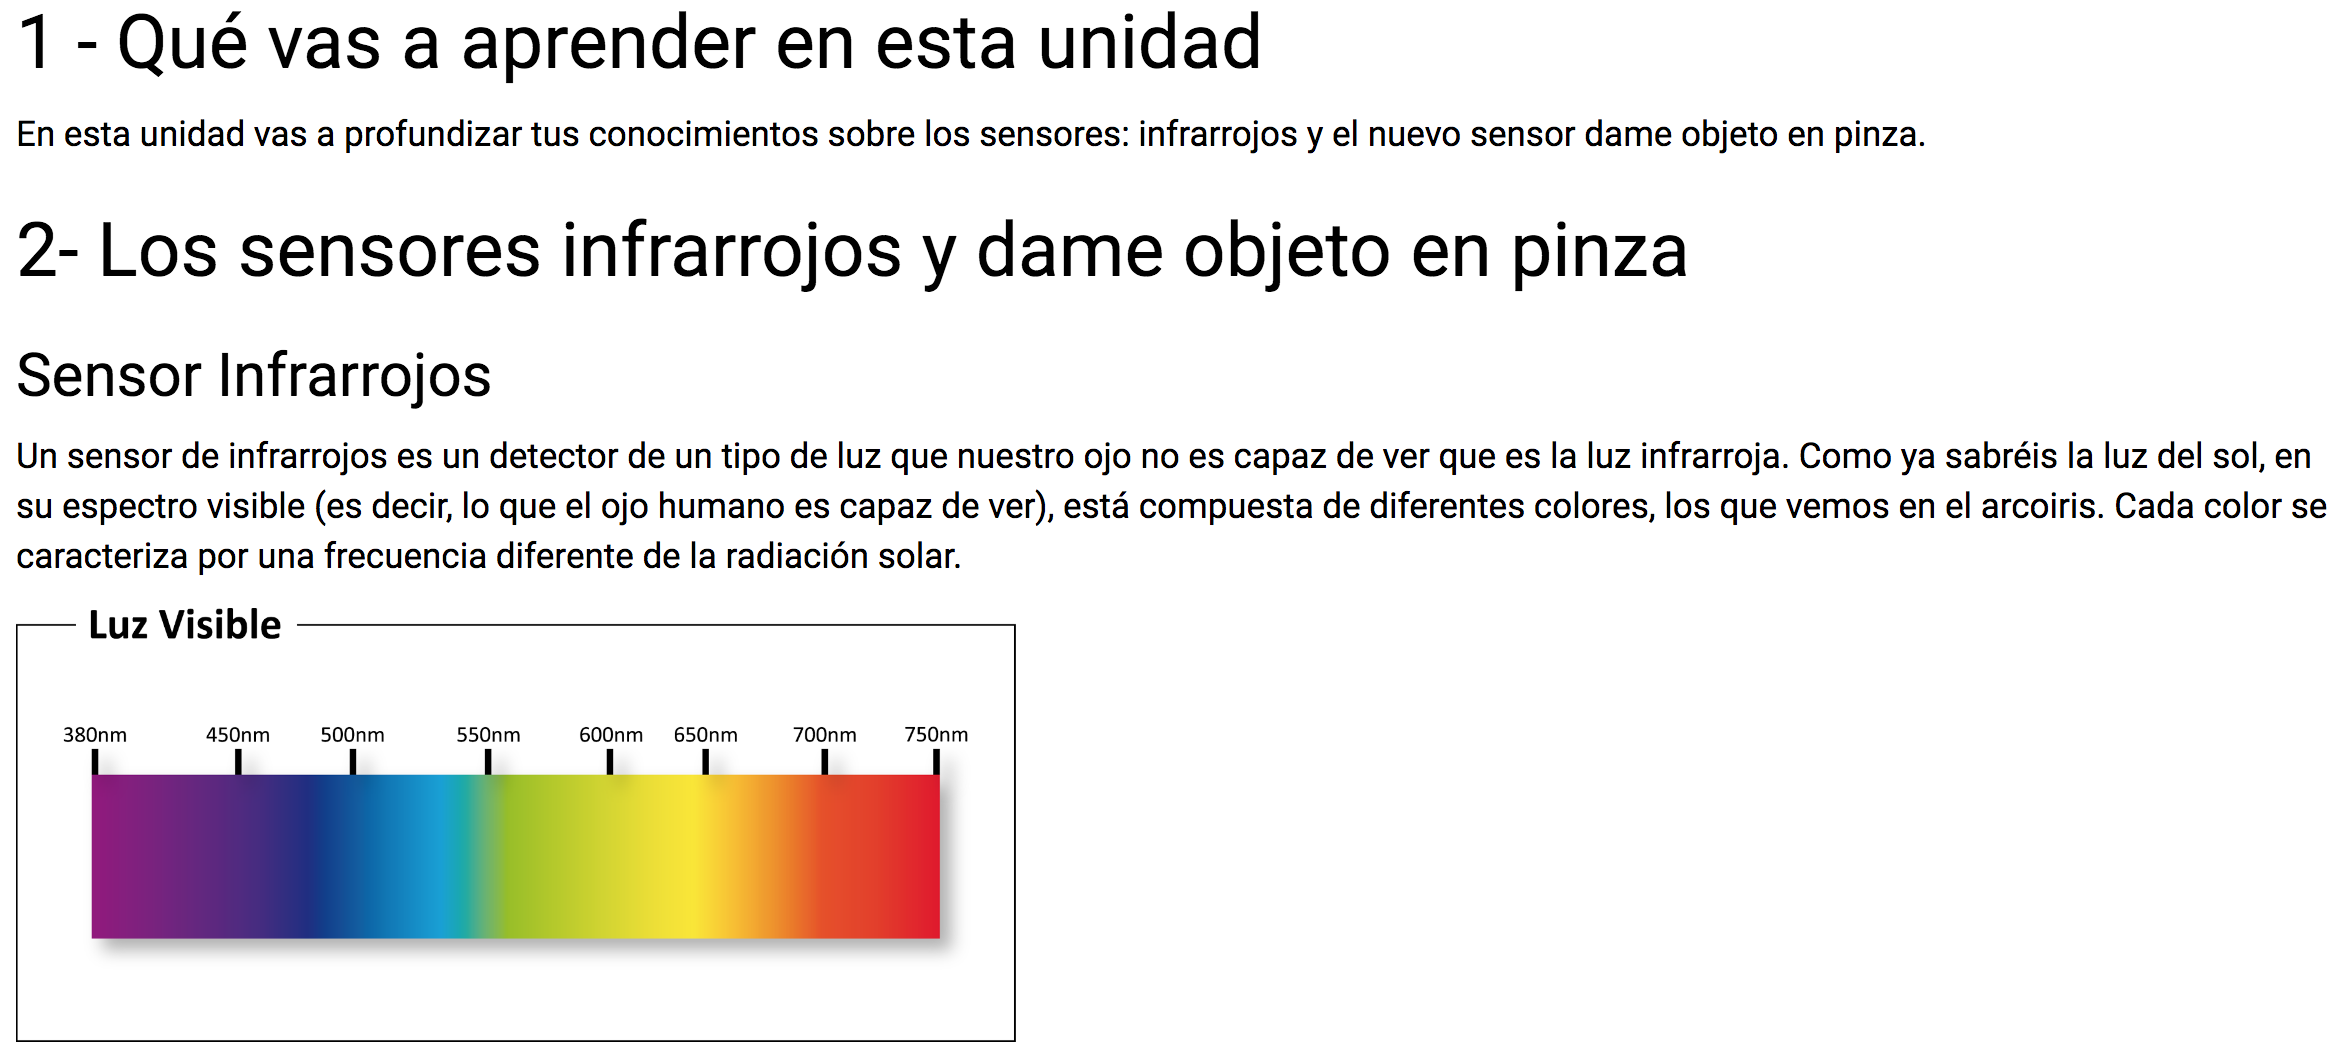 1 - Qué vas a aprender en esta unidad
En esta unidad vas a profundizar tus conocimientos sobre los sensores: infrarrojos y el nuevo sensor dame objeto en pinza.
2- Los sensores infrarrojos y dame objeto en pinza
Sensor Infrarrojos
Un sensor de infrarrojos es un detector de un tipo de luz que nuestro ojo no es capaz de ver que es la luz infrarroja. Como ya sabréis la luz del sol, en
su espectro visible (es decir, lo que el ojo humano es capaz de ver), está compuesta de diferentes colores, los que vemos en el arcoiris. Cada color se
caracteriza por una frecuencia diferente de la radiación solar.
Luz Visible
380nm 450nm 500nm 550nm 600nm 650nm 700nm 750nm